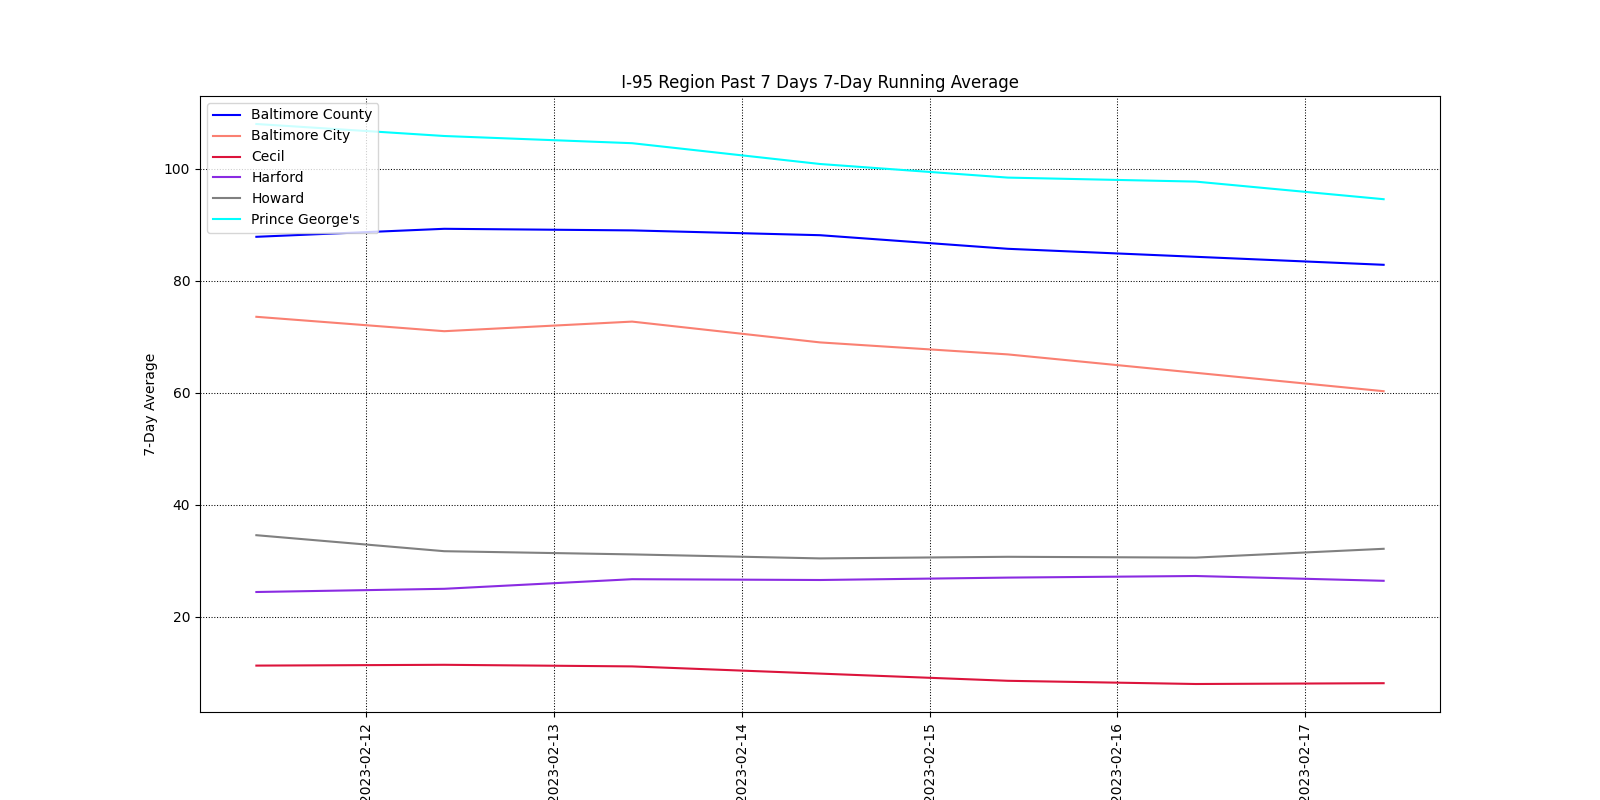 I-95 Region Past 7 Days 7-Day Running Average
Baltimore County
Baltimore City
Cecil
Harford
Howard
Prince George's
7-Day Average
100
80
60
40
20
2023-02-12
2023-02-13
2023-02-14
2023-02-15
2023-02-16
2023-02-17